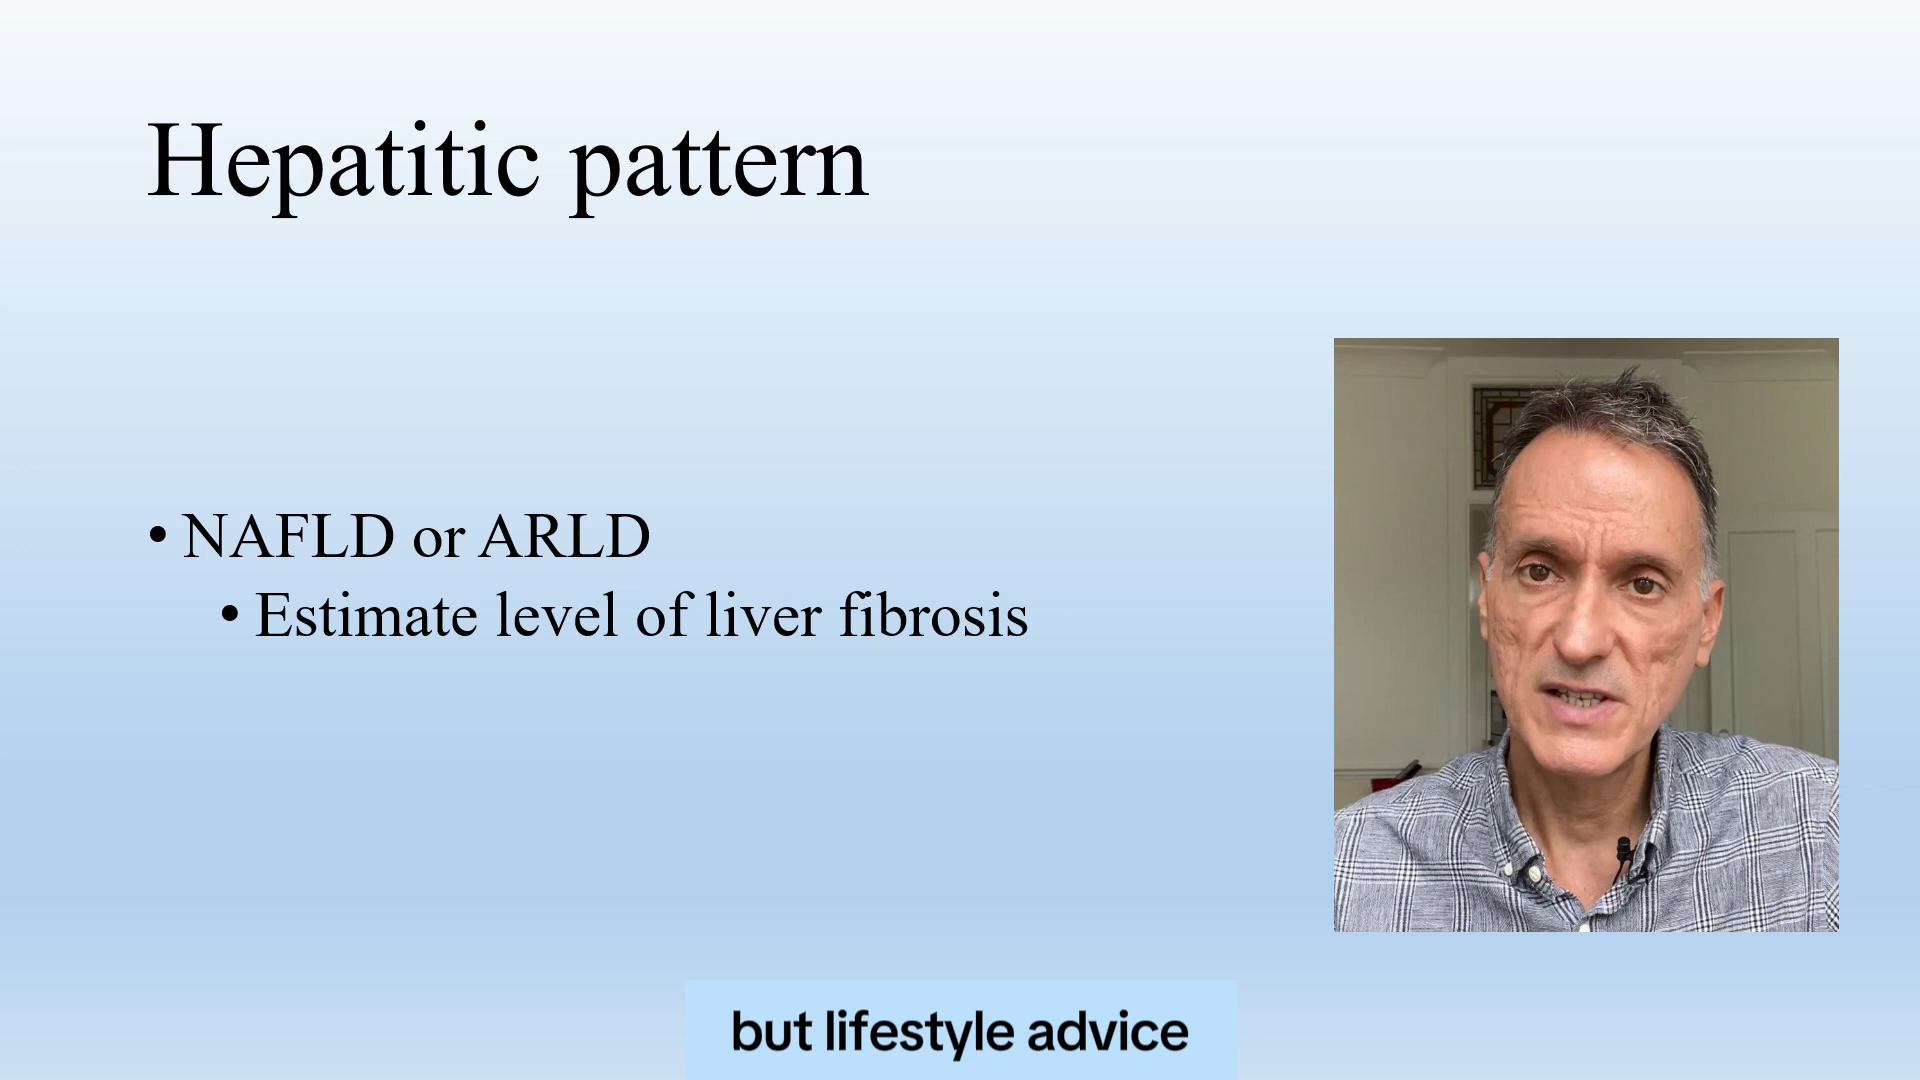 Hepatitic pattern
• NAFLD or ARLD
• Estimate level of liver fibrosis
but lifestyle advice